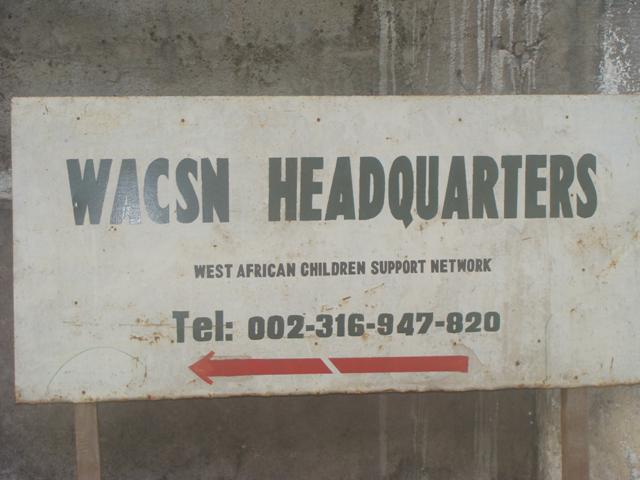 WACSN HEADQUARTERS
WEST AFRICAN CHILDREN SUPPORT NETWORK
Tel: 002-316-947-820